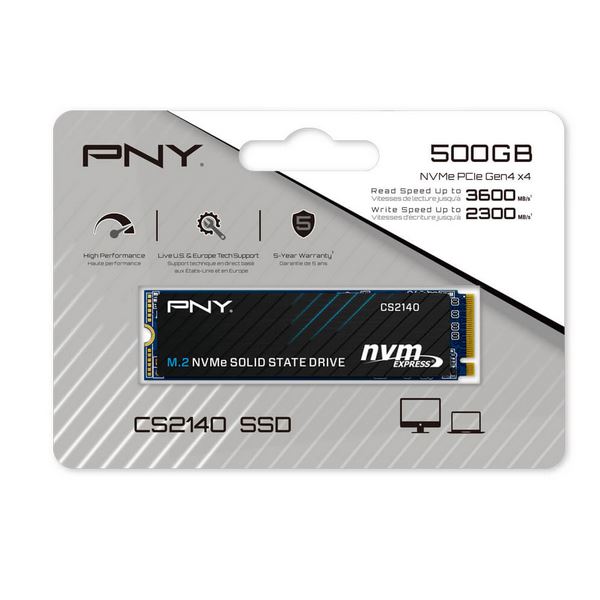 PNY.
500GB
NVMe PCIe Gen4 x4
Read Speed Up to
Vitesses de lecture jusqu'à
3600 MB/s¹
Write Speed Up to
Vitesses d'écriture jusqu'à
2300 MB/s¹
High Performance
Haute performance
Live U.S. & Europe Tech Support
Support technique en direct basé
aux États-Unis et en Europe
5
5-Year Warranty²
Garantie de 5 ans
PNY.
CS2140
M.2 NVMe SOLID STATE DRIVE
nvm
EXPRESS
CS2140 SSD